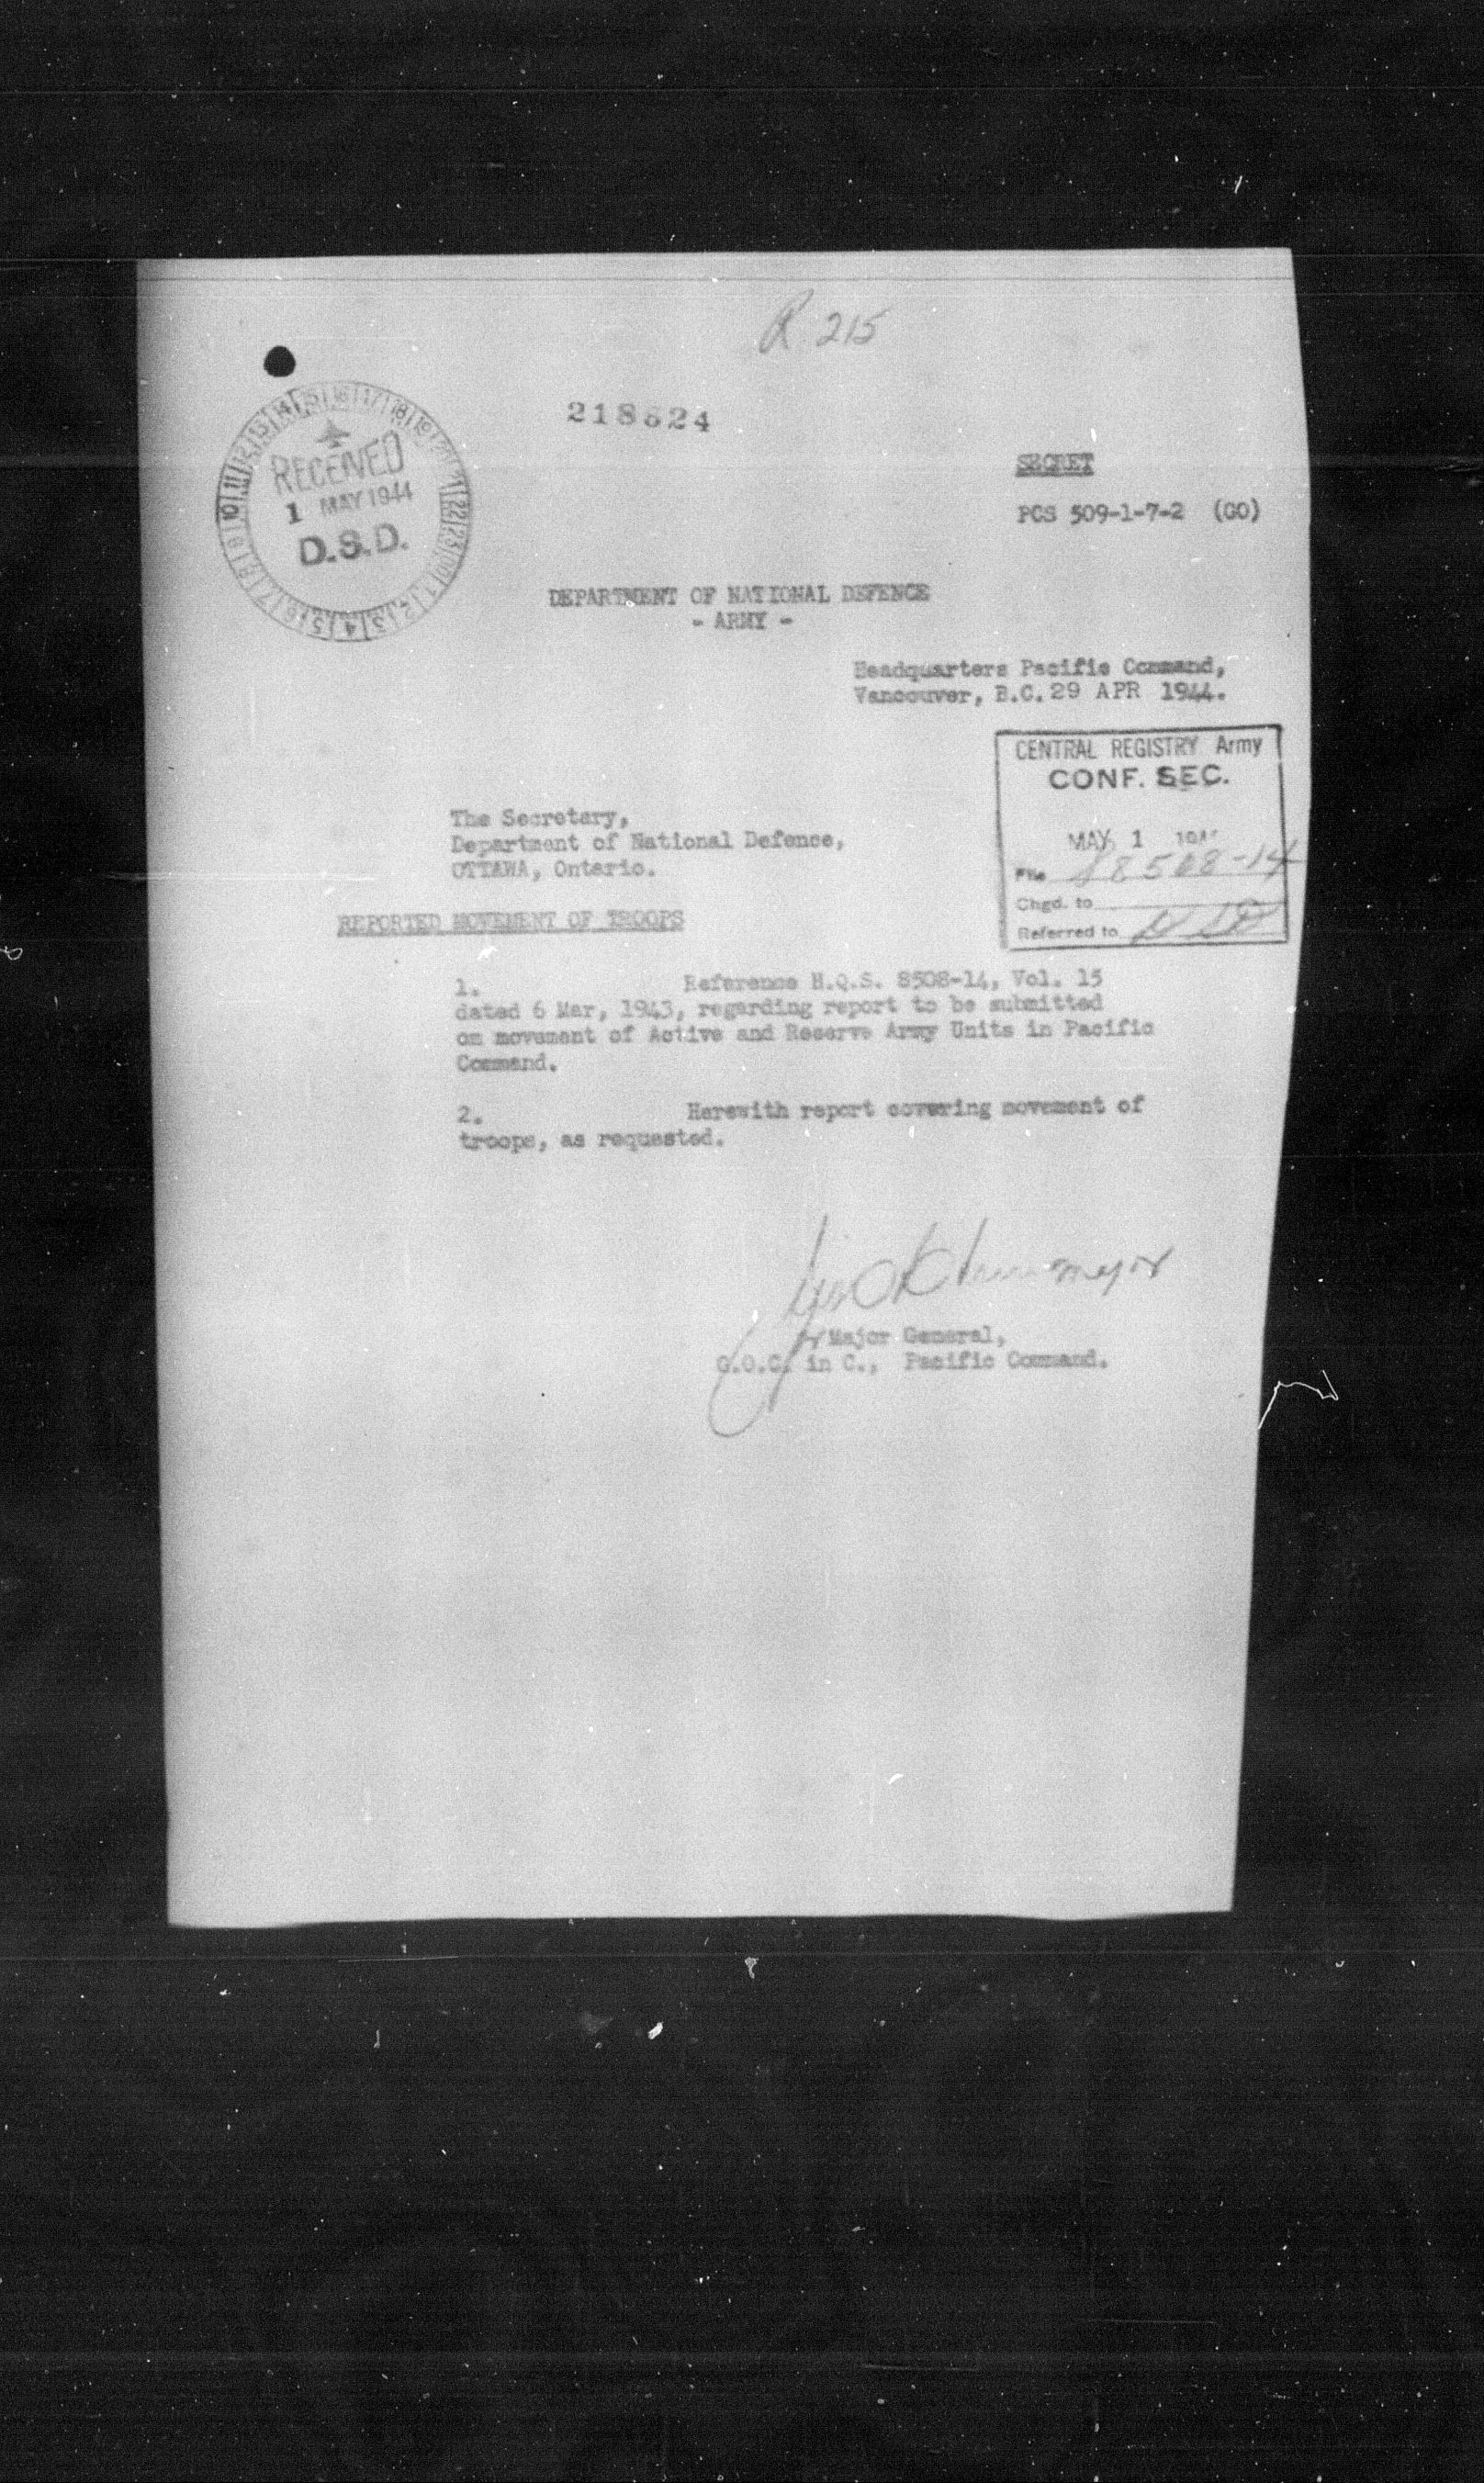 R 215
218624
RECEIVED
1 MAY 1944
D.S.D.
SECRET
PCS 509-1-7-2 (GO)
DEPARTMENT OF NATIONAL DEFENCE
- ARMY -
Headquarters Pacific Command,
Vancouver, B.C. 29 APR 1944.
CENTRAL REGISTRY Army
CONF. SEC.
MAY 1
File 8508-14
Chgd. to
Referred to DSD
The Secretary,
Department of National Defence,
OTTAWA, Ontario.
REPORTED MOVEMENT OF TROOPS
1. Reference H.Q.S. 8508-14, Vol. 15
dated 6 Mar, 1943, regarding report to be submitted
on movement of Active and Reserve Army Units in Pacific
Command.
2. Herewith report covering movement of
troops, as requested.
Major
for Major General,
G.O.C. in C., Pacific Command.